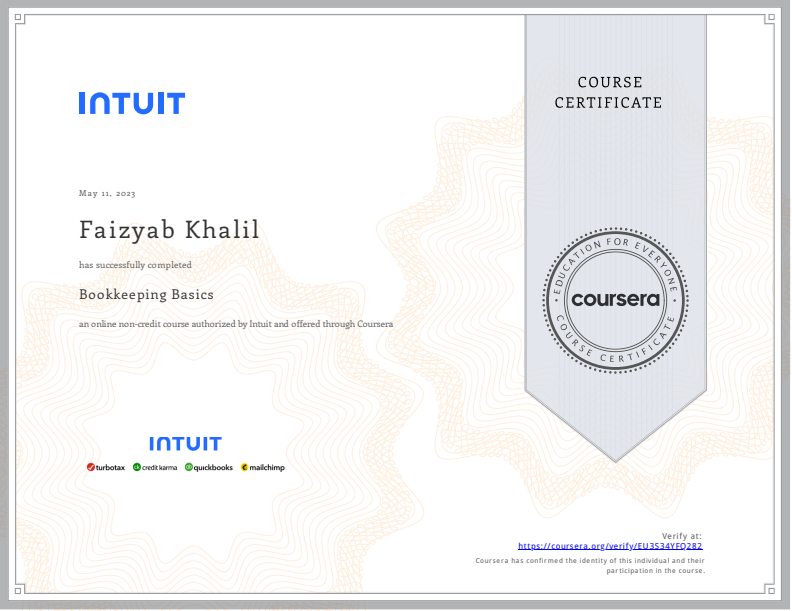 INTUIT
COURSE
CERTIFICATE
May 11, 2023
Faizyab Khalil
has successfully completed
Bookkeeping Basics
an online non-credit course authorized by Intuit and offered through Coursera
EDUCATION FOR EVERYONE
coursera
COURSE CERTIFICATE
INTUIT
turbotax credit karma quickbooks mailchimp
Verify at:
https://coursera.org/verify/EU3S34YFQ282
Coursera has confirmed the identity of this individual and their
participation in the course.